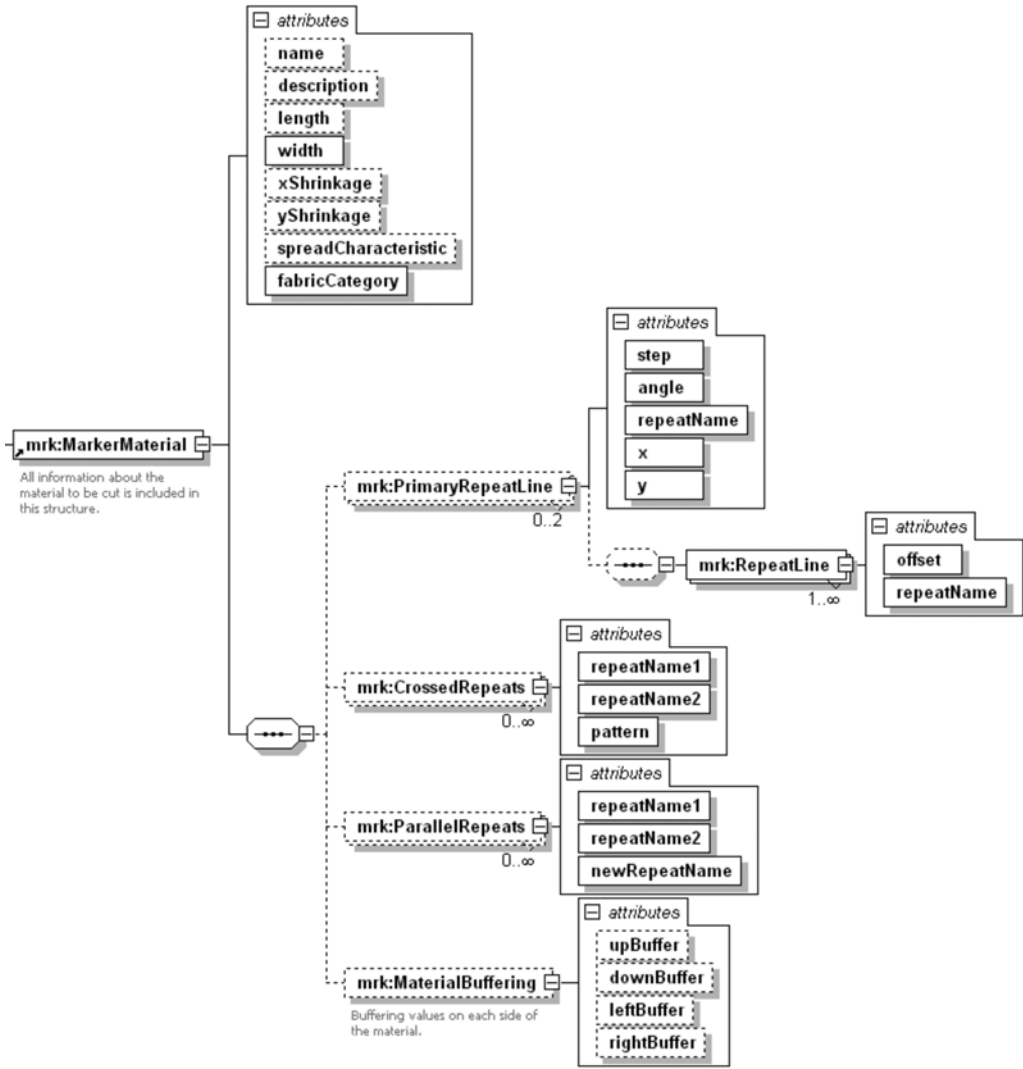 attributes
name
description
length
width
xShrinkage
yShrinkage
spreadCharacteristic
fabricCategory
mrk:MarkerMaterial
All information about the
material to be cut is included in
this structure.
mrk:PrimaryRepeatLine
0..2
attributes
step
angle
repeatName
x
y
mrk:RepeatLine
1..∞
attributes
offset
repeatName
mrk:CrossedRepeats
0..∞
attributes
repeatName1
repeatName2
pattern
mrk:ParallelRepeats
0..∞
attributes
repeatName1
repeatName2
newRepeatName
mrk:MaterialBuffering
Buffering values on each side of
the material.
attributes
upBuffer
downBuffer
leftBuffer
rightBuffer